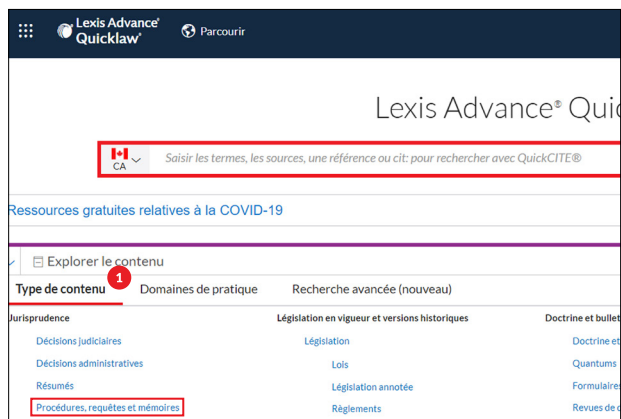 Lexis Advance®
Quicklaw®
Parcourir
Lexis Advance® Quic
CA
Saisir les termes, les sources, une référence ou cit: pour rechercher avec QuickCITE®
Ressources gratuites relatives à la COVID-19
Explorer le contenu
1
Type de contenu Domaines de pratique Recherche avancée (nouveau)
Jurisprudence Législation en vigueur et versions historiques Doctrine et bullet
Décisions judiciaires Législation Doctrine et
Décisions administratives Lois Quantums
Résumés Législation annotée Formulaires
Procédures, requêtes et mémoires Règlements Revues de d